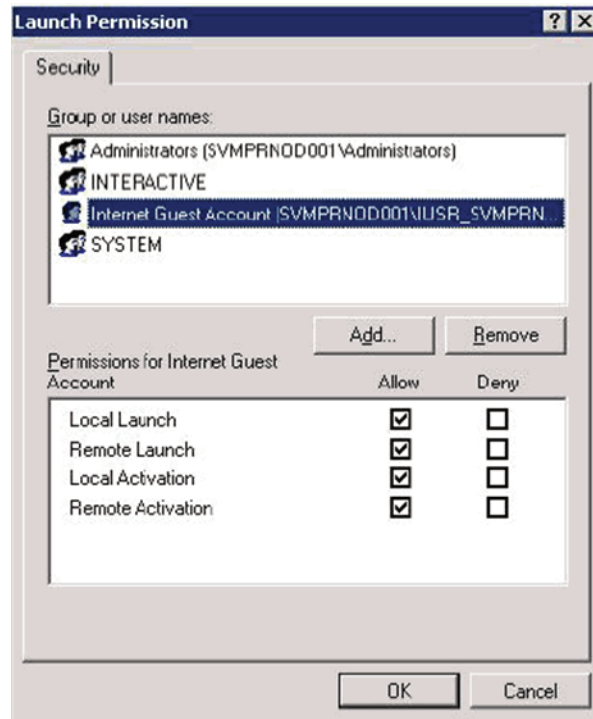 Launch Permission
Security
Group or user names:
Administrators (SVMPRNOD001\Administrators)
INTERACTIVE
Internet Guest Account (SVMPRNOD001\IUSR_SVMPRN...
SYSTEM
Add... Remove
Permissions for Internet Guest
Account Allow Deny
Local Launch
Remote Launch
Local Activation
Remote Activation
OK Cancel